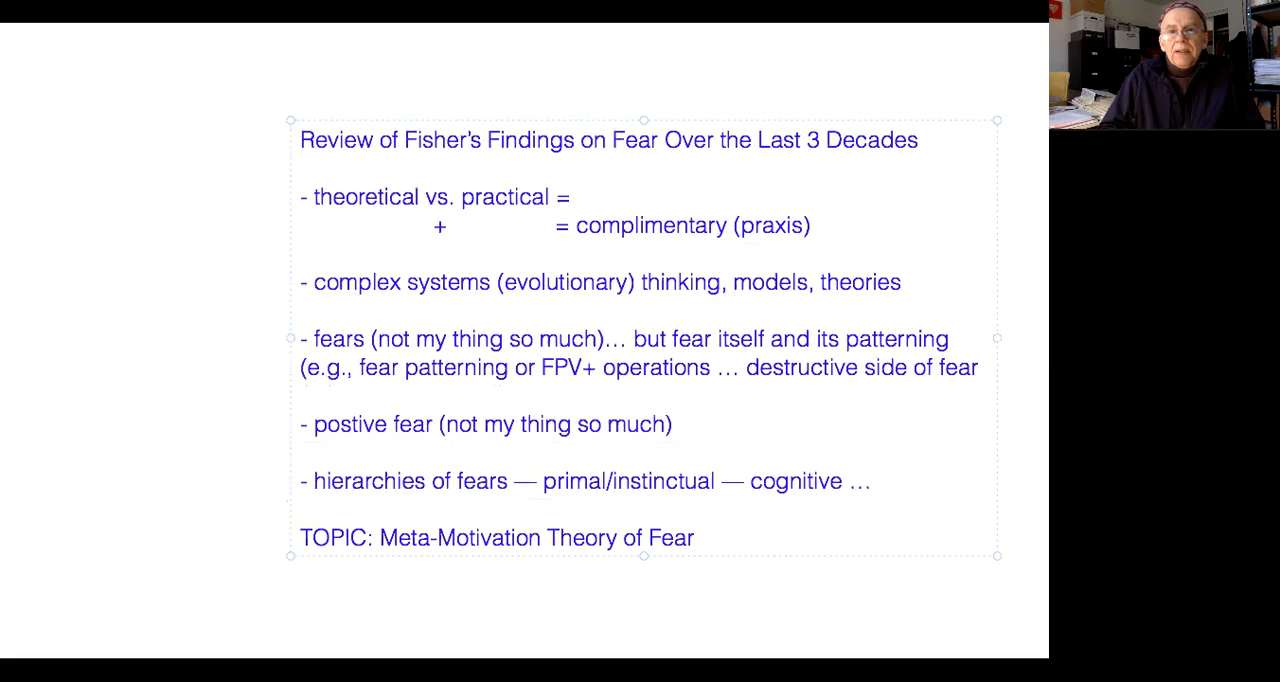 Review of Fisher's Findings on Fear Over the Last 3 Decades
- theoretical vs. practical =
+ = complimentary (praxis)
- complex systems (evolutionary) thinking, models, theories
- fears (not my thing so much)… but fear itself and its patterning
(e.g., fear patterning or FPV+ operations … destructive side of fear
- postive fear (not my thing so much)
- hierarchies of fears — primal/instinctual — cognitive …
TOPIC: Meta-Motivation Theory of Fear